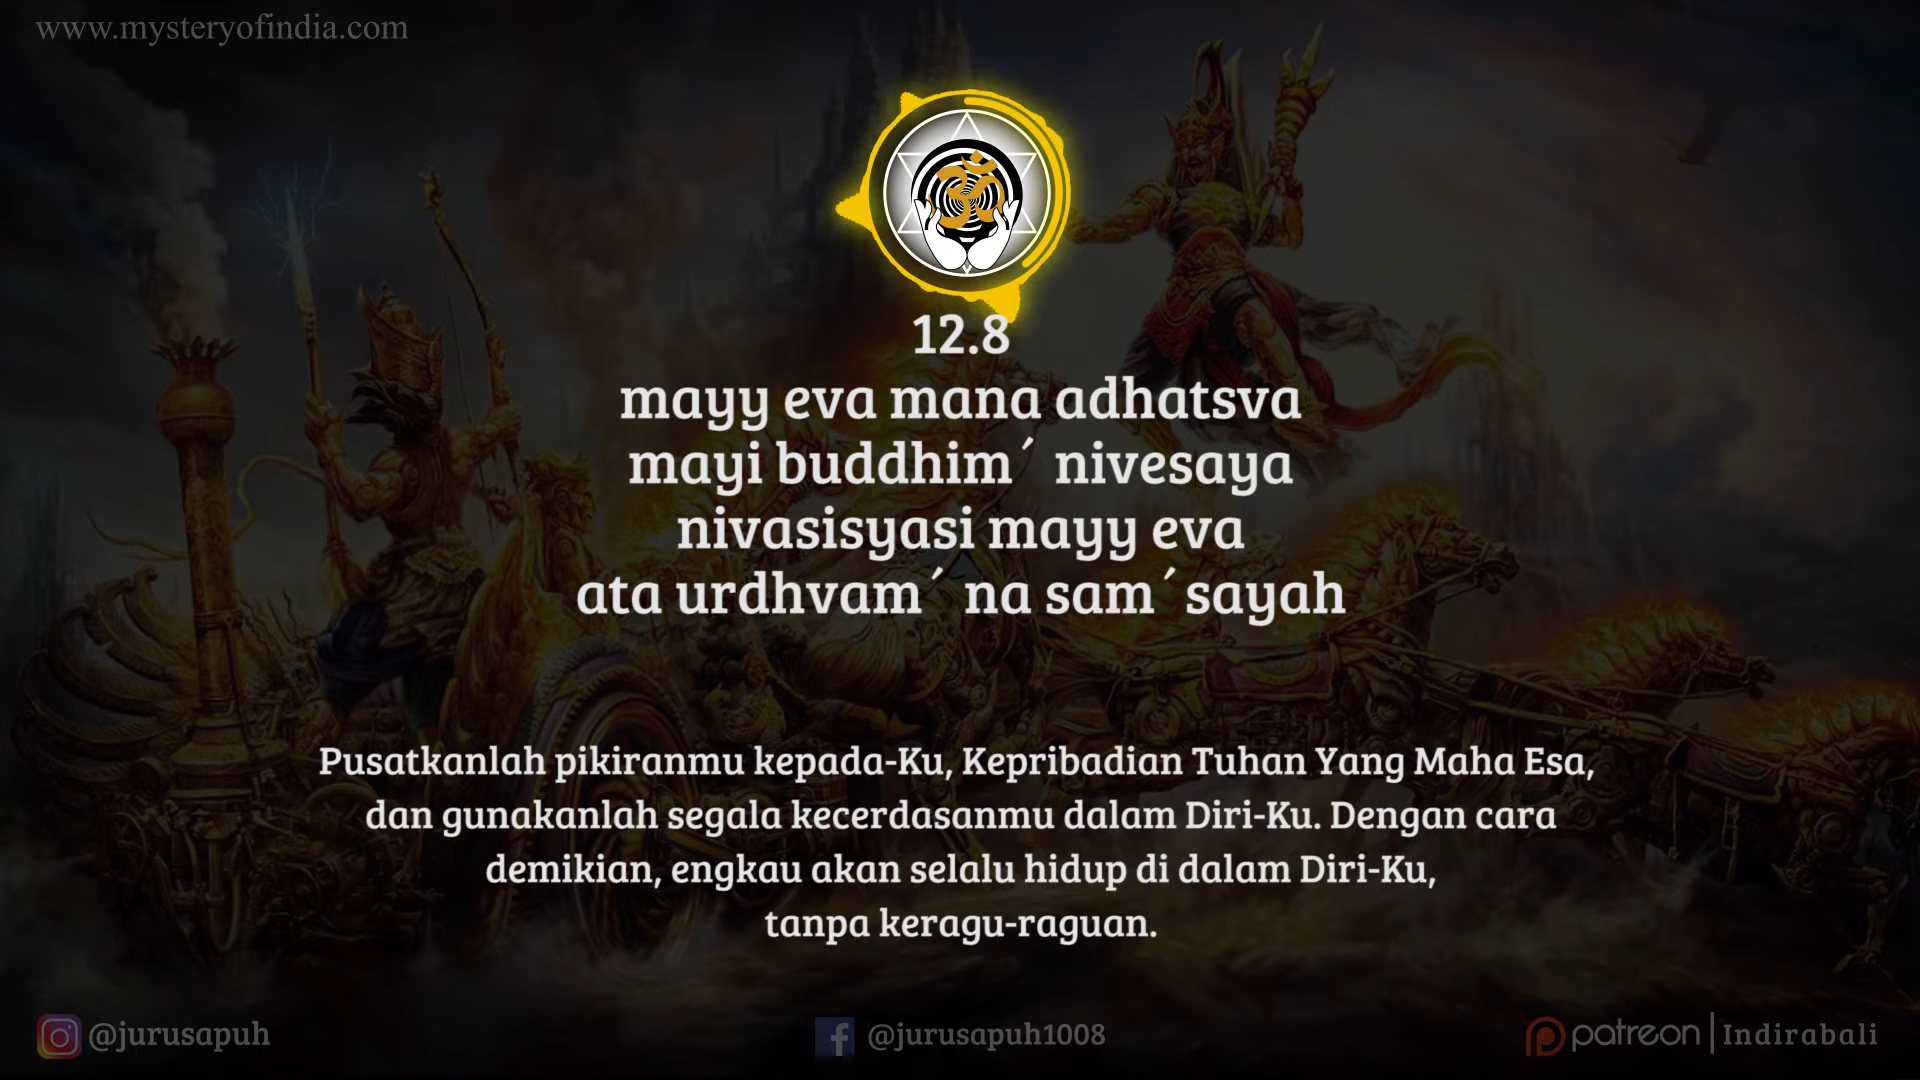 www.mysteryofindia.com
12.8
mayy eva mana adhatsva
mayi buddhim´ nivesaya
nivasisyasi mayy eva
ata urdhvam´ na sam´sayah
Pusatkanlah pikiranmu kepada-Ku, Kepribadian Tuhan Yang Maha Esa,
dan gunakanlah segala kecerdasanmu dalam Diri-Ku. Dengan cara
demikian, engkau akan selalu hidup di dalam Diri-Ku,
tanpa keragu-raguan.
@jurusapuh
@jurusapuh1008
patreon | Indirabali